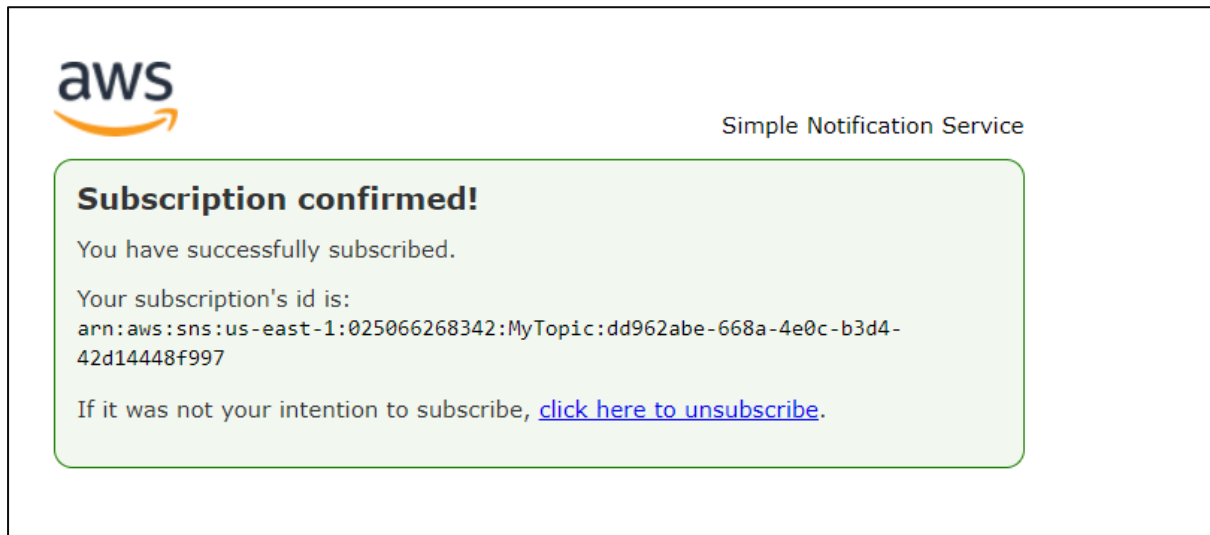 aws
Simple Notification Service
Subscription confirmed!
You have successfully subscribed.
Your subscription's id is:
arn:aws:sns:us-east-1:025066268342:MyTopic:dd962abe-668a-4e0c-b3d4-
42d14448f997
If it was not your intention to subscribe, click here to unsubscribe.